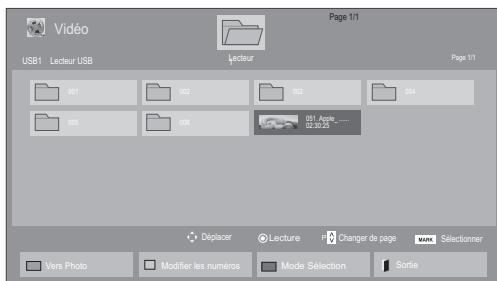 Vidéo
Page 1/1
USB1 Lecteur USB
Lecteur
Page 1/1
001 002 003 004
005 006 051. Apple_ ......
02:30:25
Déplacer Lecture P Changer de page MARK Sélectionner
Vers Photo Modifier les numéros Mode Sélection Sortie